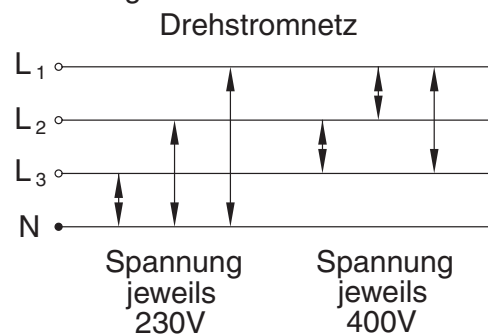 Drehstromnetz
L1
L2
L3
N
Spannung
jeweils
230V
Spannung
jeweils
400V